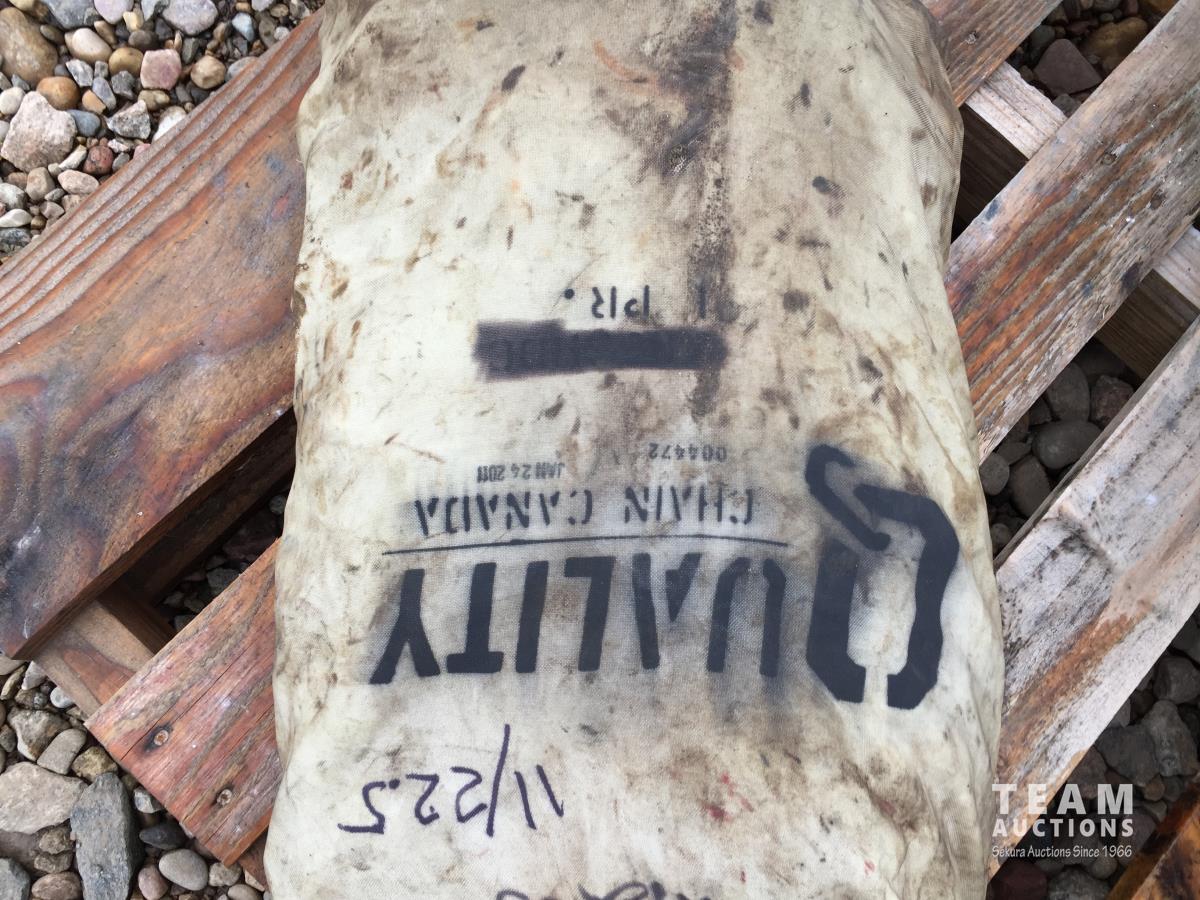 11/22.5
QUALITY
CHAIN CANADA
004472 JAN 24 2011
1 PR.
TEAM
AUCTIONS
Sekura Auctions Since 1966